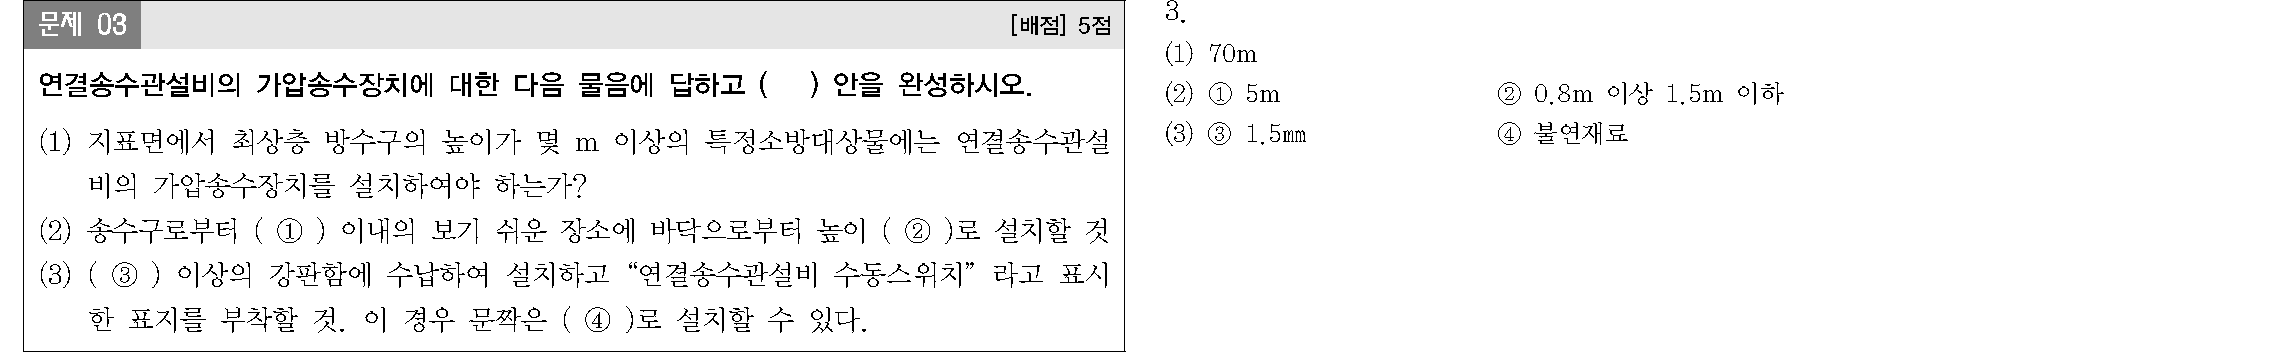 문제 03
[배점] 5점
연결송수관설비의 가압송수장치에 대한 다음 물음에 답하고 (   ) 안을 완성하시오.
(1) 지표면에서 최상층 방수구의 높이가 몇 m 이상의 특정소방대상물에는 연결송수관설
비의 가압송수장치를 설치하여야 하는가?
(2) 송수구로부터 ( ① ) 이내의 보기 쉬운 장소에 바닥으로부터 높이 ( ② )로 설치할 것
(3) ( ③ ) 이상의 강판함에 수납하여 설치하고 “연결송수관설비 수동스위치” 라고 표시
한 표지를 부착할 것. 이 경우 문짝은 ( ④ )로 설치할 수 있다.
3.
(1) 70m
(2) ① 5m ② 0.8m 이상 1.5m 이하
(3) ③ 1.5㎜ ④ 불연재료